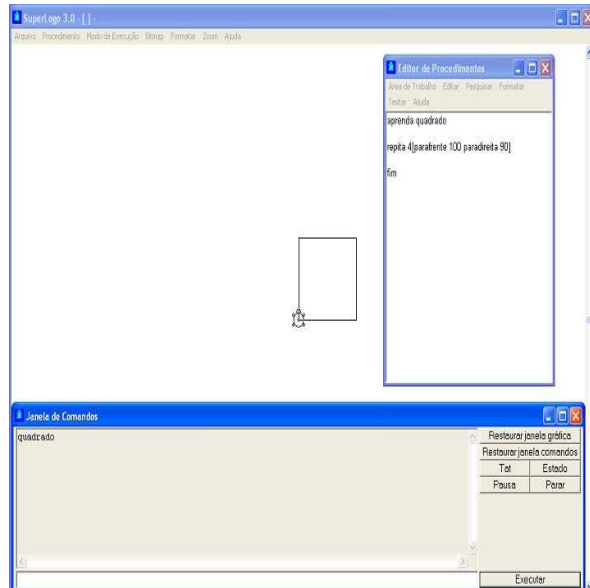 SuperLogo 3.0 - [ ] -
Arquivo Procedimento Modo de Execução Bitmap Formatar Zoom Ajuda
Editor de Procedimentos
Área de Trabalho Editar Pesquisar Formatar
Testar Ajuda
aprenda quadrado
repita 4[parafrente 100 paradireita 90]
fim
Janela de Comandos
quadrado
Restaurar janela gráfica
Restaurar janela comandos
Tat Estado
Pausa Parar
Executar